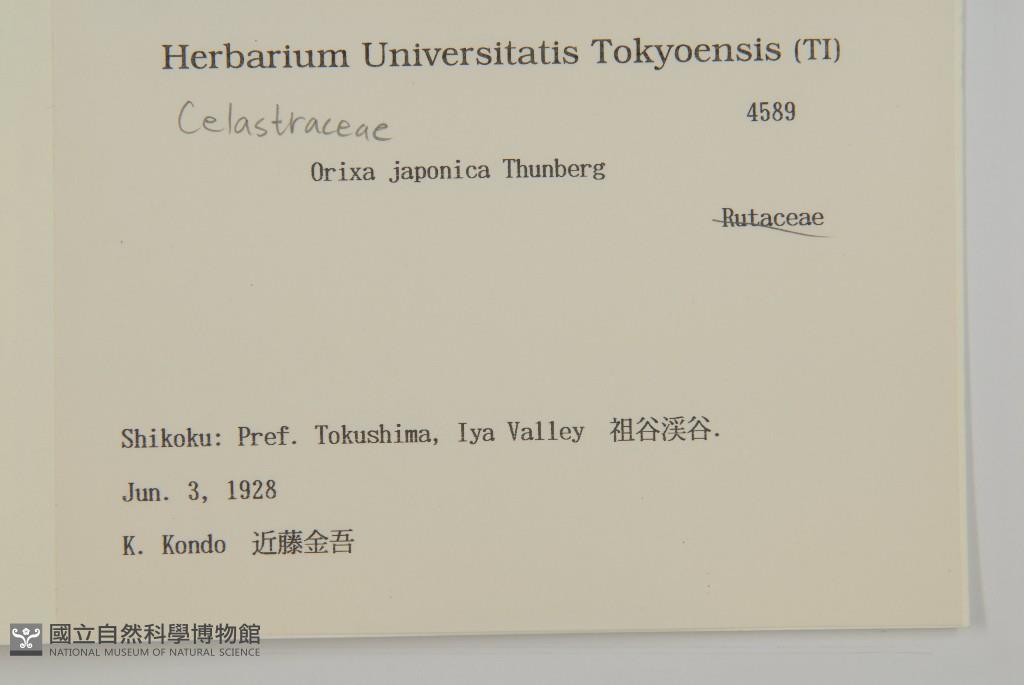 Herbarium Universitatis Tokyoensis (TI)
Celastraceae
4589
Orixa japonica Thunberg
Rutaceae
Shikoku: Pref. Tokushima, Iya Valley 祖谷渓谷.
Jun. 3, 1928
K. Kondo 近藤金吾
國立自然科學博物館
NATIONAL MUSEUM OF NATURAL SCIENCE